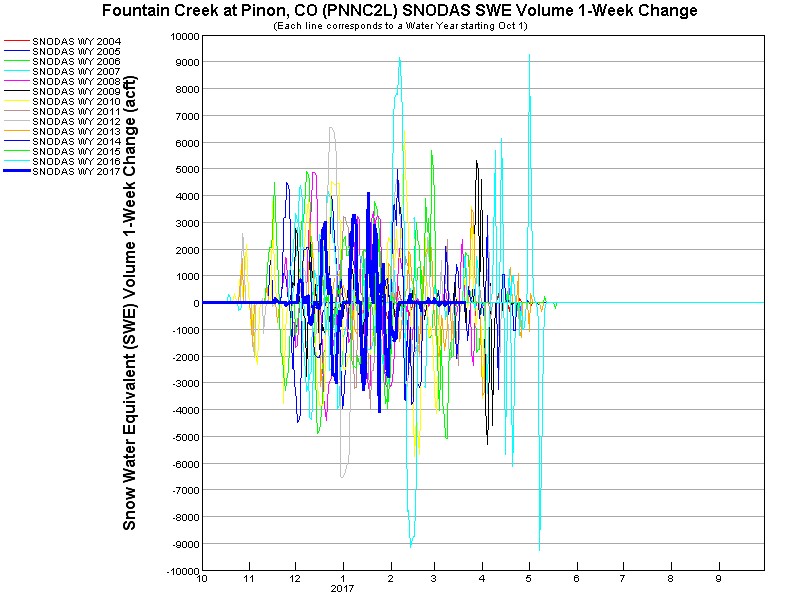 Fountain Creek at Pinon, CO (PNNC2L) SNODAS SWE Volume 1-Week Change
(Each line corresponds to a Water Year starting Oct 1)
SNODAS WY 2004
SNODAS WY 2005
SNODAS WY 2006
SNODAS WY 2007
SNODAS WY 2008
SNODAS WY 2009
SNODAS WY 2010
SNODAS WY 2011
SNODAS WY 2012
SNODAS WY 2013
SNODAS WY 2014
SNODAS WY 2015
SNODAS WY 2016
SNODAS WY 2017
Snow Water Equivalent (SWE) Volume 1-Week Change (acft)
10000
9000
8000
7000
6000
5000
4000
3000
2000
1000
0
-1000
-2000
-3000
-4000
-5000
-6000
-7000
-8000
-9000
-10000
10 11 12 1 2 3 4 5 6 7 8 9
2017